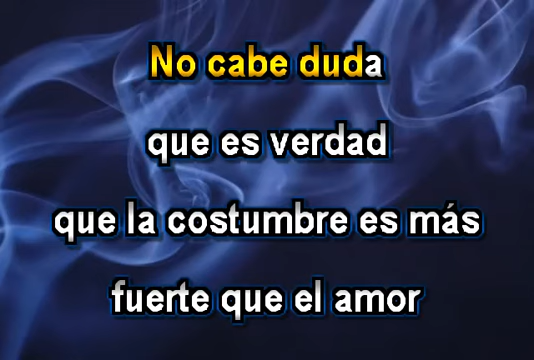 No cabe duda
que es verdad
que la costumbre es más
fuerte que el amor